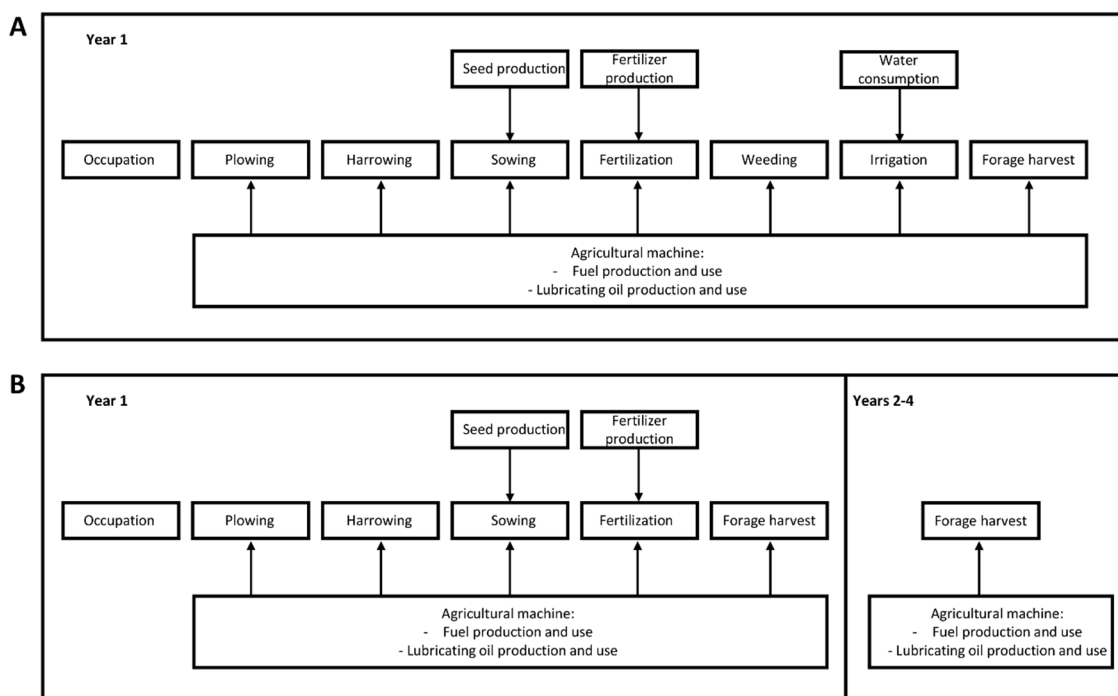 A
Year 1
Seed production
Fertilizer
production
Water
consumption
Occupation
Plowing
Harrowing
Sowing
Fertilization
Weeding
Irrigation
Forage harvest
Agricultural machine:
- Fuel production and use
- Lubricating oil production and use
B
Year 1
Years 2-4
Seed production
Fertilizer
production
Occupation
Plowing
Harrowing
Sowing
Fertilization
Forage harvest
Forage harvest
Agricultural machine:
- Fuel production and use
- Lubricating oil production and use
Agricultural machine:
- Fuel production and use
- Lubricating oil production and use